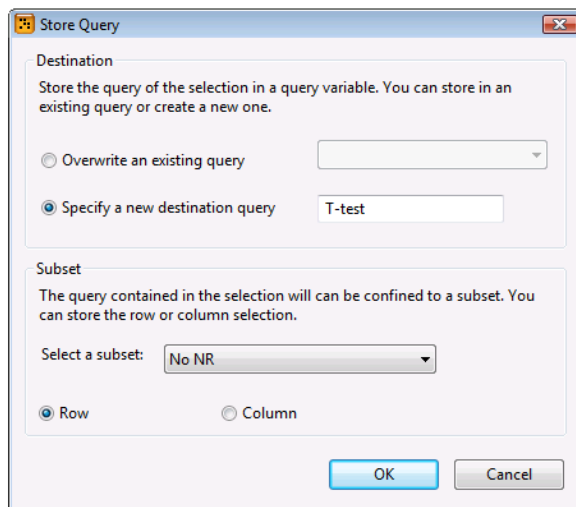 Store Query
Destination
Store the query of the selection in a query variable. You can store in an
existing query or create a new one.
Overwrite an existing query
Specify a new destination query
T-test
Subset
The query contained in the selection will can be confined to a subset. You
can store the row or column selection.
Select a subset:
No NR
Row
Column
OK
Cancel